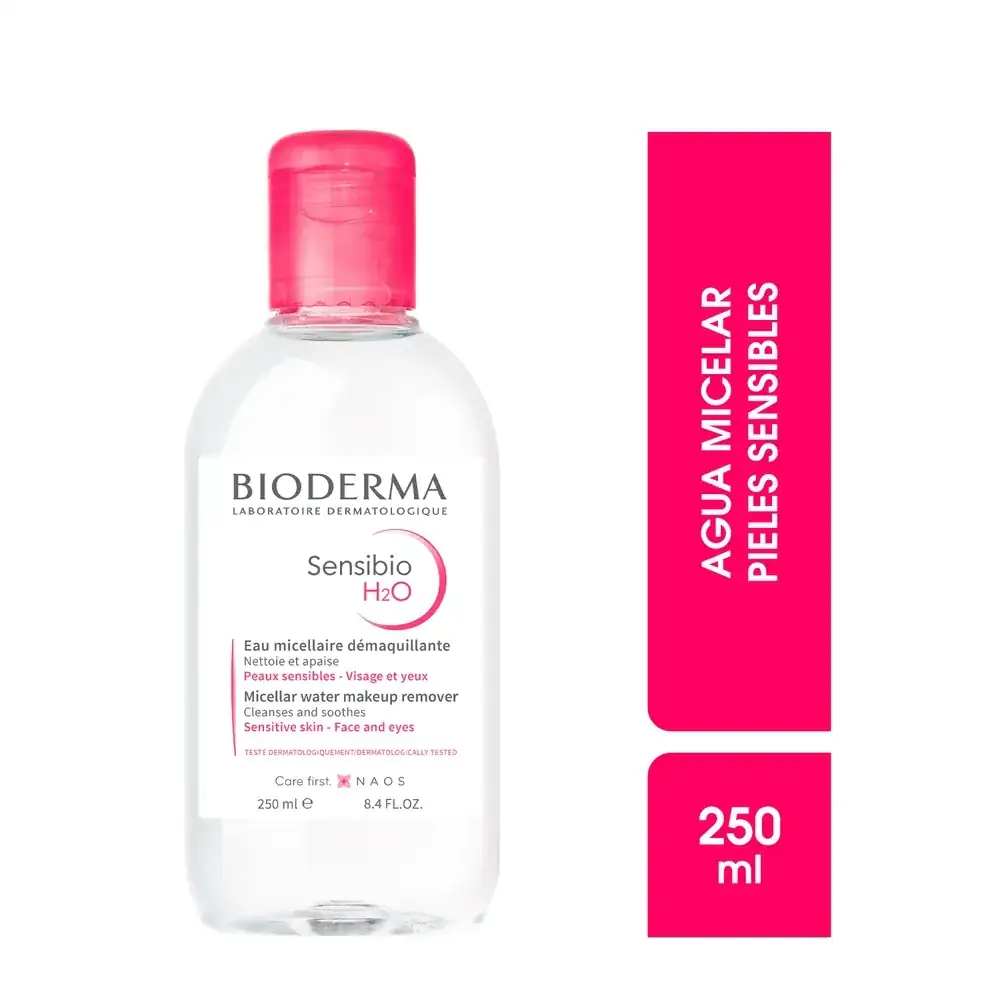 BIODERMA
LABORATOIRE DERMATOLOGIQUE
Sensibio
H2O
Eau micellaire démaquillante
Nettoie et apaise
Peaux sensibles - Visage et yeux
Micellar water makeup remover
Cleanses and soothes
Sensitive skin - Face and eyes
TESTÉ DERMATOLOGIQUEMENT/DERMATOLOGICALLY TESTED
Care first. NAOS
250 ml ℮ 8.4 FL.OZ.
AGUA MICELAR
PIELES SENSIBLES
250
ml